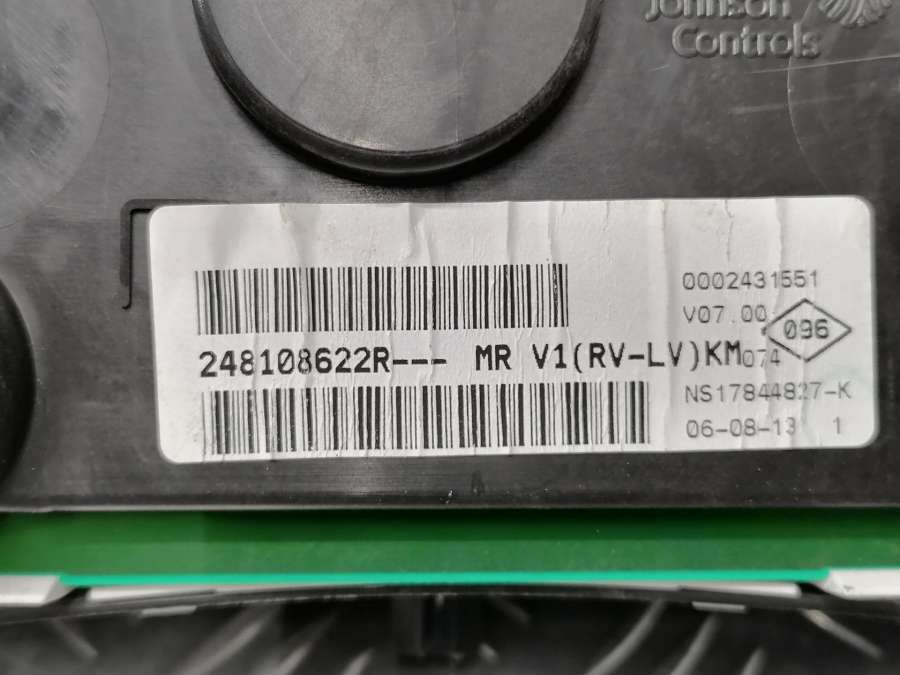 Johnson
Controls
0002431551
V07.00
096
248108622R--- MR V1(RV-LV)KM
074
NS17844827-K
06-08-13 1